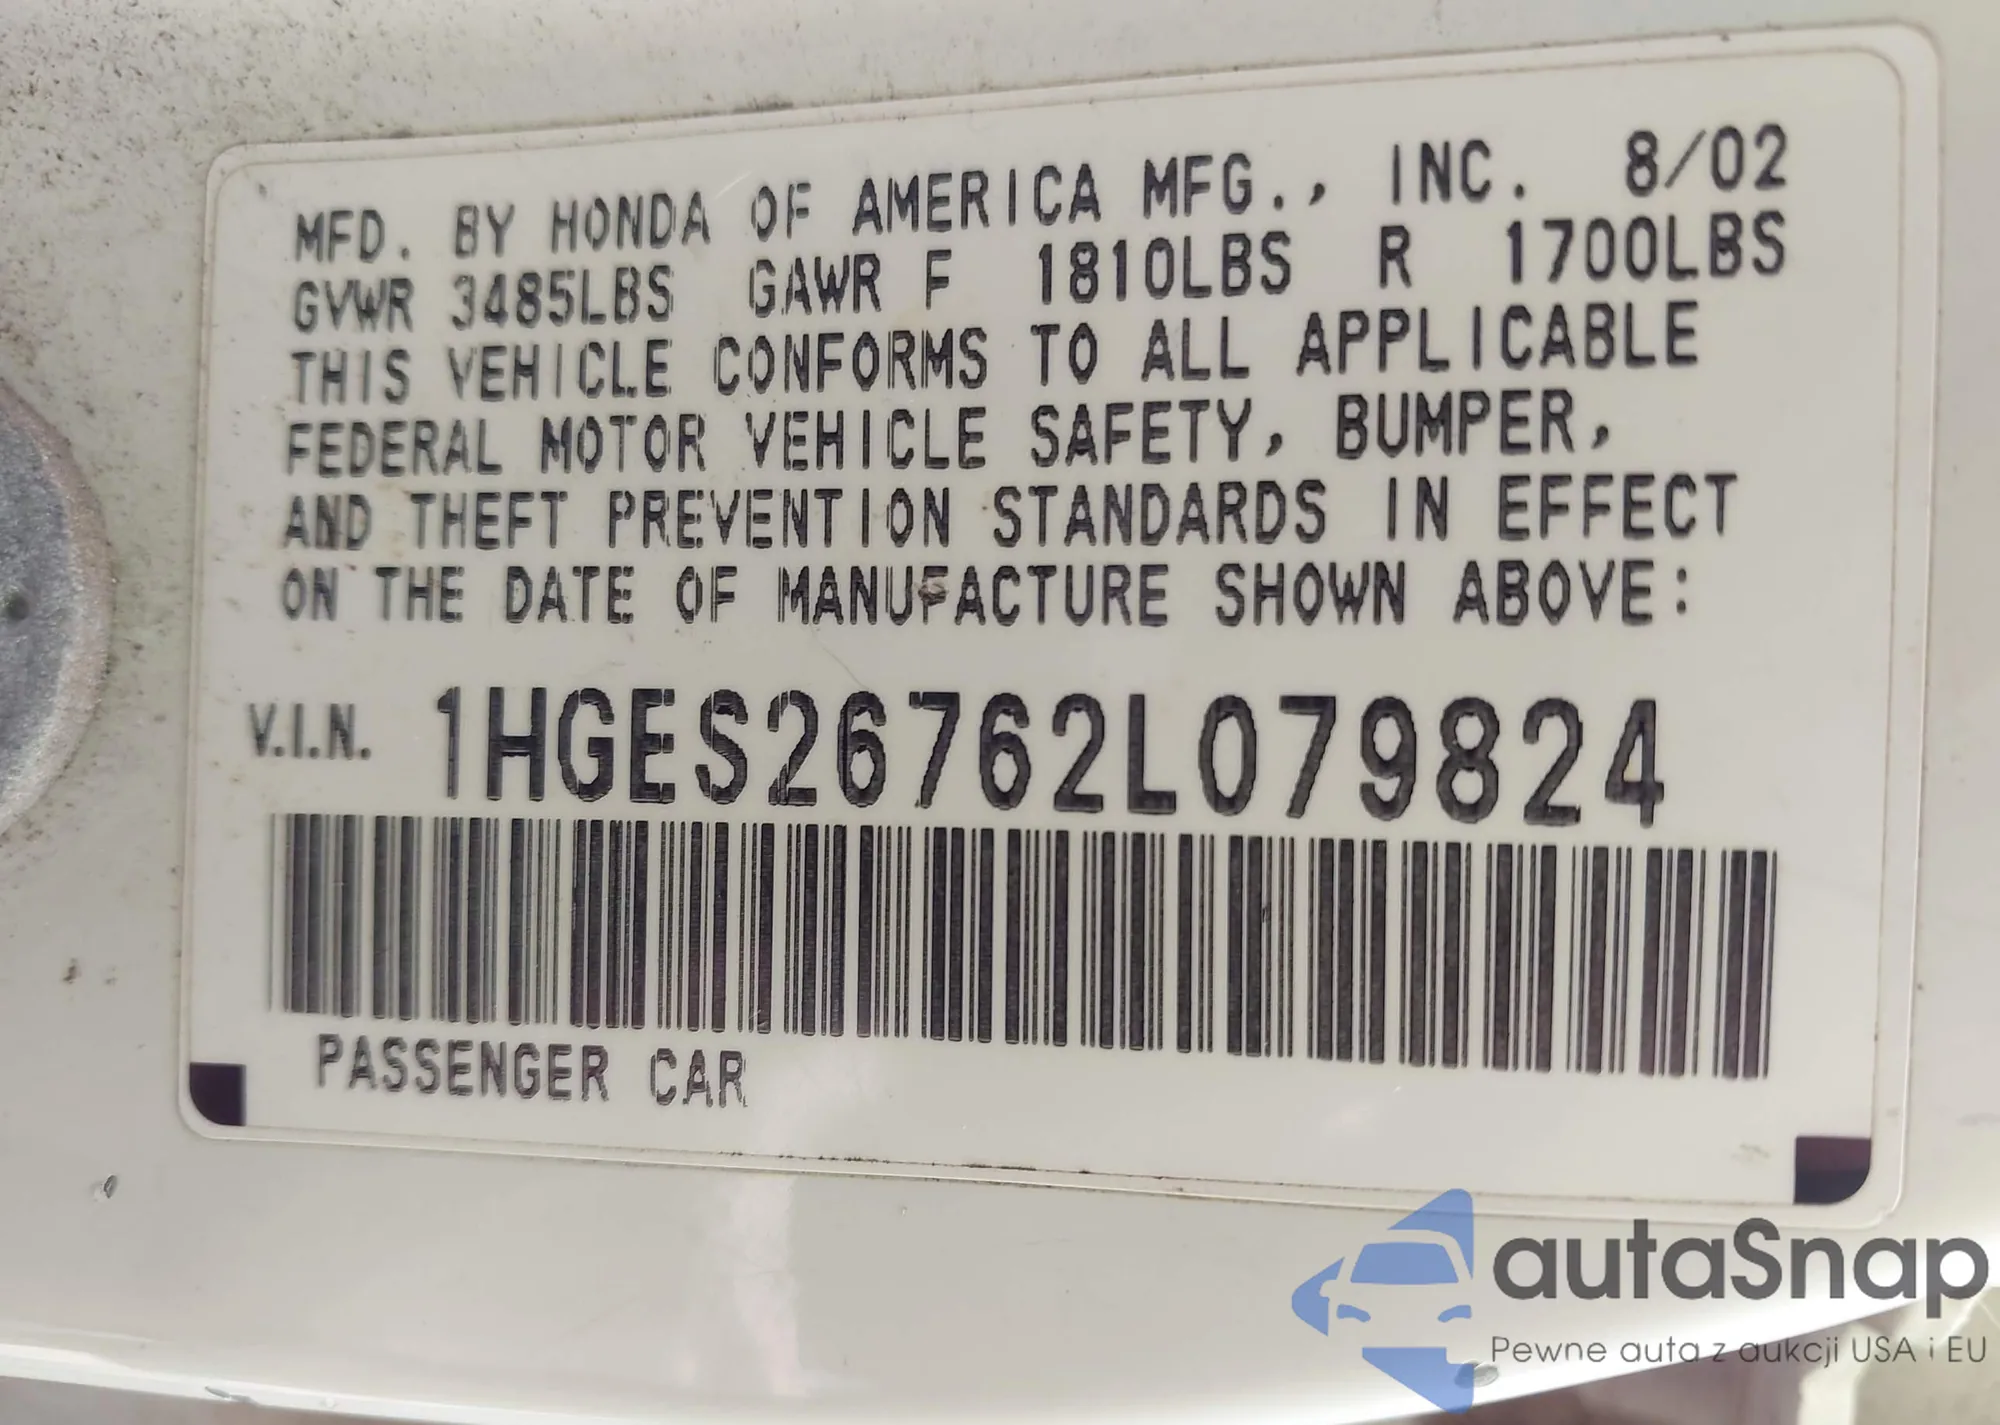 MFD. BY HONDA OF AMERICA MFG., INC. 8/02
GVWR 3485LBS GAWR F 1810LBS R 1700LBS
THIS VEHICLE CONFORMS TO ALL APPLICABLE
FEDERAL MOTOR VEHICLE SAFETY, BUMPER,
AND THEFT PREVENTION STANDARDS IN EFFECT
ON THE DATE OF MANUFACTURE SHOWN ABOVE:
V.I.N. 1HGES26762L079824
PASSENGER CAR
autaSnap
Pewne auta z aukcji USA i EU